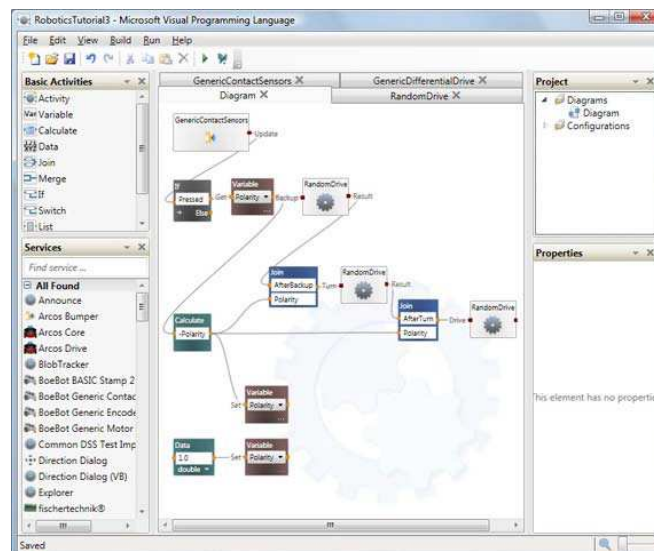 RoboticsTutorial3 - Microsoft Visual Programming Language
File Edit View Build Run Help
Basic Activities
Activity
Var Variable
Calculate
Data
Join
Merge
If
Switch
List
Services
Find service ...
All Found
Announce
Arcos Bumper
Arcos Core
Arcos Drive
BlobTracker
BoeBot BASIC Stamp 2
BoeBot Generic Contac
BoeBot Generic Encode
BoeBot Generic Motor
Common DSS Test Imp
Direction Dialog
Direction Dialog (VB)
Explorer
fischertechnik®
GenericContactSensors
GenericDifferentialDrive
Diagram
RandomDrive
GenericContactSensors
Update
If
Pressed
Else
Get
Variable
Polarity
...
Backup
RandomDrive
Result
Join
AfterBackup
Polarity
Turn
RandomDrive
Result
Join
AfterTurn
Polarity
Drive
RandomDrive
Calculate
-Polarity
Set
Variable
Polarity
...
Data
1.0
double
Set
Variable
Polarity
...
Project
Diagrams
Diagram
Configurations
Properties
This element has no propertie
Saved